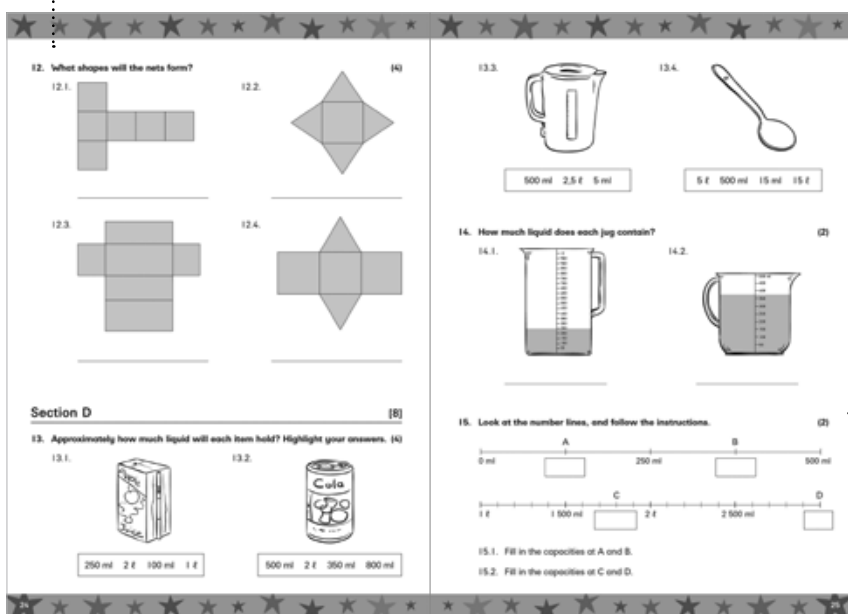 12. What shapes will the nets form? (4)
12.1.
12.2.
12.3.
12.4.
Section D [8]
13. Approximately how much liquid will each item hold? Highlight your answers. (4)
13.1.
13.2.
Cola
250 ml 2 ℓ 100 ml 1 ℓ
500 ml 2 ℓ 350 ml 800 ml
24
13.3.
13.4.
500 ml 2,5 ℓ 5 ml
5 ℓ 500 ml 15 ml 15 ℓ
14. How much liquid does each jug contain? (2)
14.1.
14.2.
15. Look at the number lines, and follow the instructions. (2)
A B
0 ml 250 ml 500 ml
C D
1 ℓ 1 500 ml 2 ℓ 2 500 ml
15.1. Fill in the capacities at A and B.
15.2. Fill in the capacities at C and D.
25